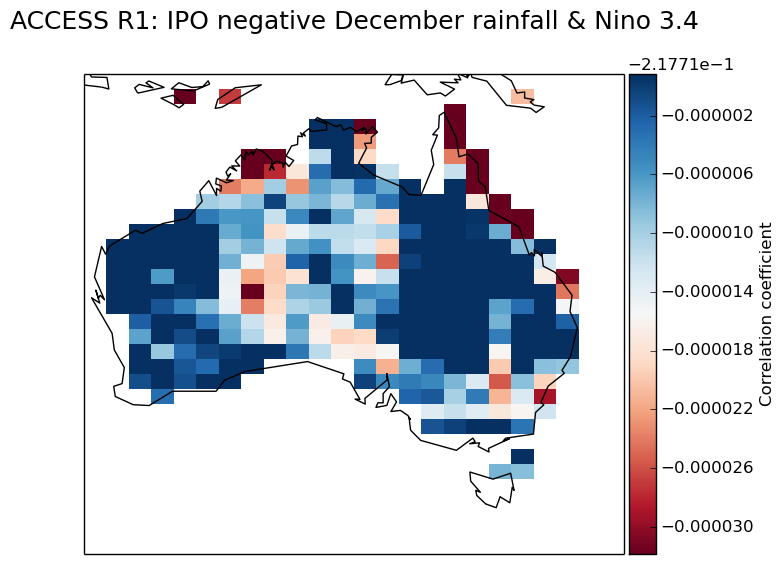 ACCESS R1: IPO negative December rainfall & Nino 3.4
−2.1771e−1
−0.000002
−0.000006
−0.000010
−0.000014
−0.000018
−0.000022
−0.000026
−0.000030
Correlation coefficient